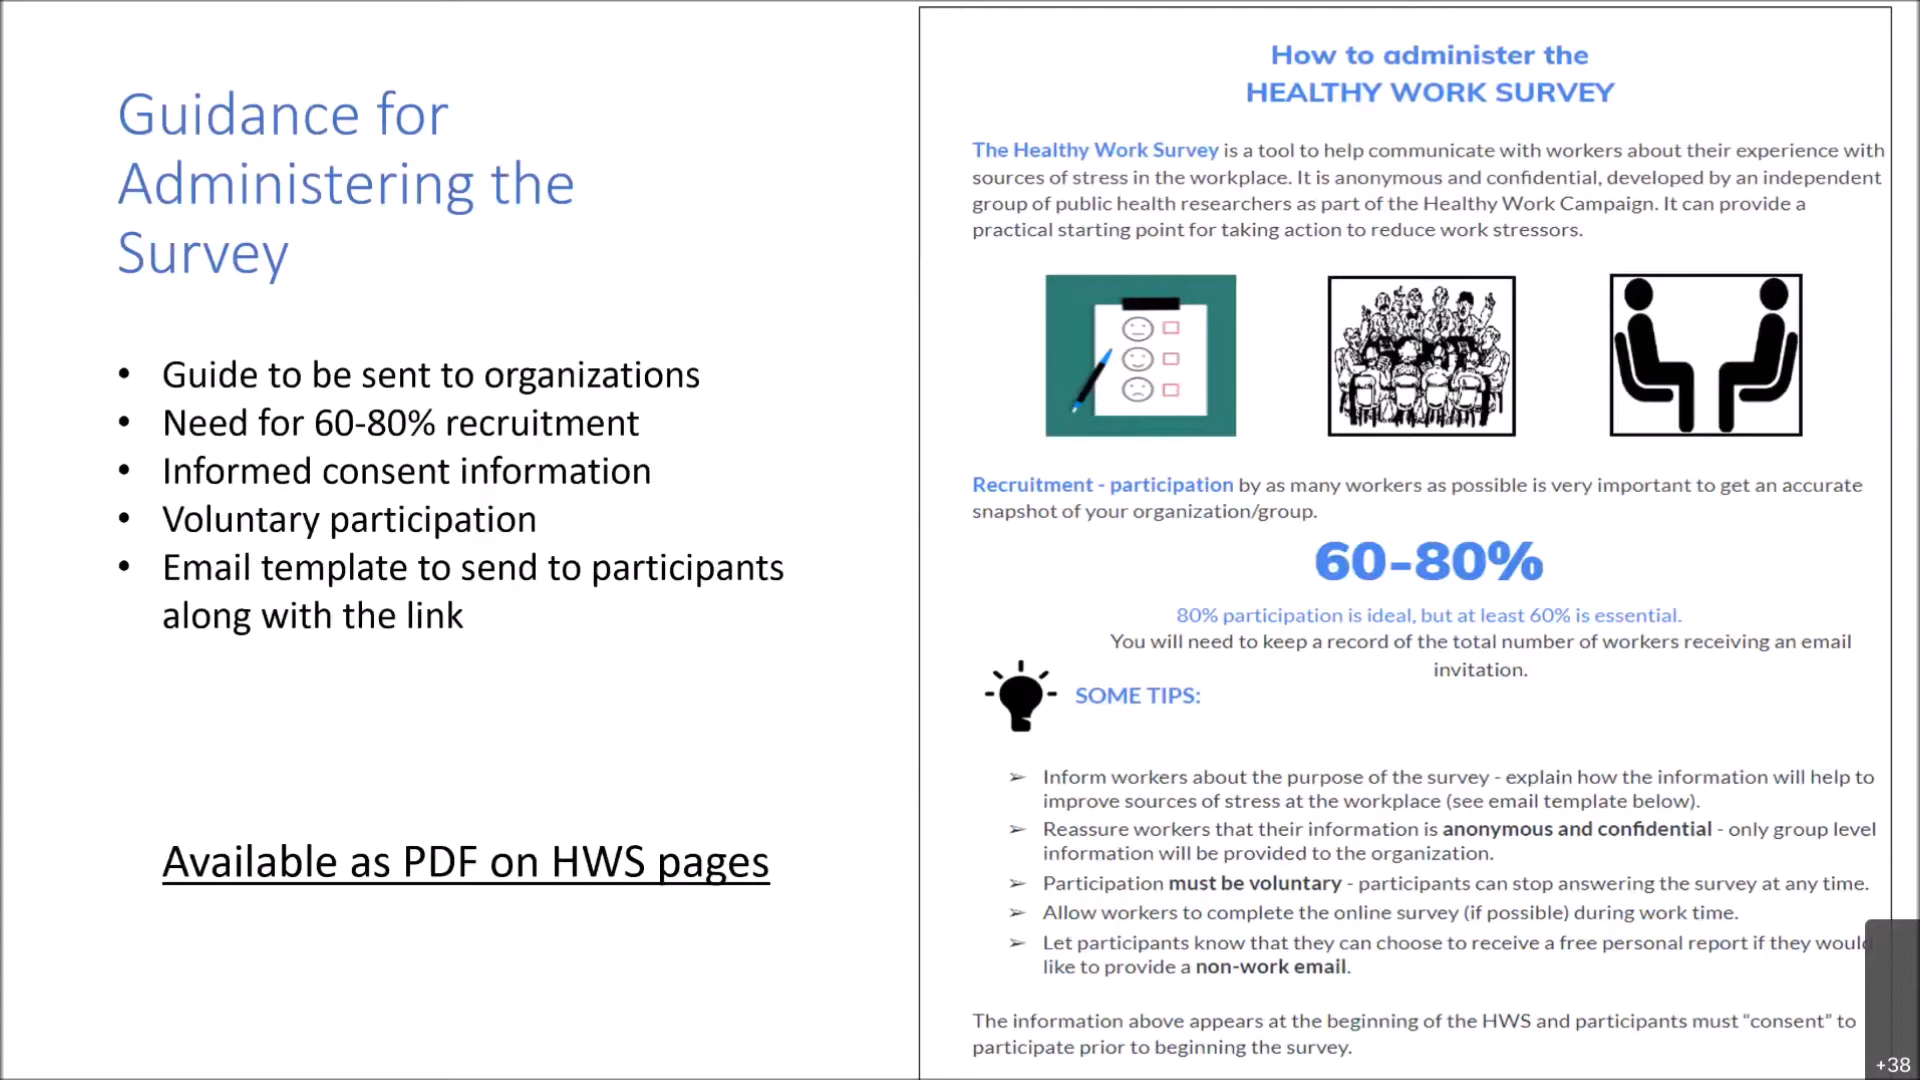 Guidance for
Administering the
Survey
• Guide to be sent to organizations
• Need for 60-80% recruitment
• Informed consent information
• Voluntary participation
• Email template to send to participants
along with the link
Available as PDF on HWS pages
How to administer the
HEALTHY WORK SURVEY
The Healthy Work Survey is a tool to help communicate with workers about their experience with
sources of stress in the workplace. It is anonymous and confidential, developed by an independent
group of public health researchers as part of the Healthy Work Campaign. It can provide a
practical starting point for taking action to reduce work stressors.
Recruitment - participation by as many workers as possible is very important to get an accurate
snapshot of your organization/group.
60-80%
80% participation is ideal, but at least 60% is essential.
You will need to keep a record of the total number of workers receiving an email
invitation.
SOME TIPS:
➢ Inform workers about the purpose of the survey - explain how the information will help to
improve sources of stress at the workplace (see email template below).
➢ Reassure workers that their information is anonymous and confidential - only group level
information will be provided to the organization.
➢ Participation must be voluntary - participants can stop answering the survey at any time.
➢ Allow workers to complete the online survey (if possible) during work time.
➢ Let participants know that they can choose to receive a free personal report if they would
like to provide a non-work email.
The information above appears at the beginning of the HWS and participants must “consent” to
participate prior to beginning the survey.
+38